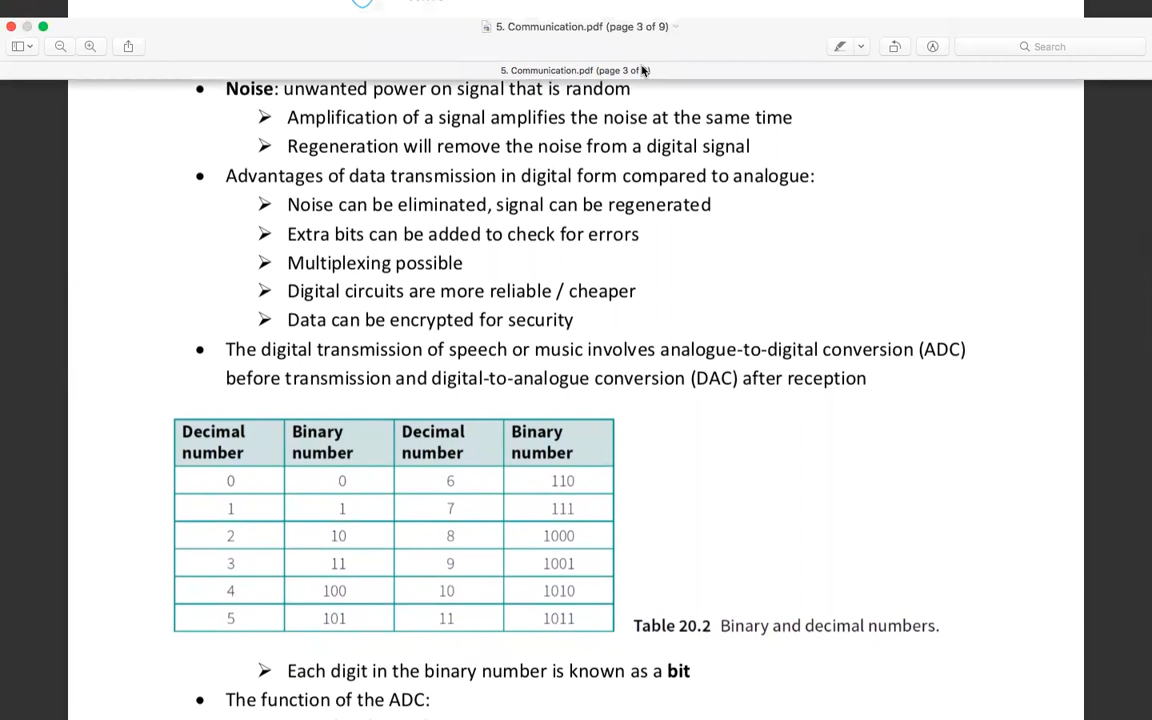 5. Communication.pdf (page 3 of 9)
Search
5. Communication.pdf (page 3 of
• Noise: unwanted power on signal that is random
➢ Amplification of a signal amplifies the noise at the same time
➢ Regeneration will remove the noise from a digital signal
• Advantages of data transmission in digital form compared to analogue:
➢ Noise can be eliminated, signal can be regenerated
➢ Extra bits can be added to check for errors
➢ Multiplexing possible
➢ Digital circuits are more reliable / cheaper
➢ Data can be encrypted for security
• The digital transmission of speech or music involves analogue-to-digital conversion (ADC)
before transmission and digital-to-analogue conversion (DAC) after reception
Decimal number Binary number Decimal number Binary number
0 0 6 110
1 1 7 111
2 10 8 1000
3 11 9 1001
4 100 10 1010
5 101 11 1011
Table 20.2 Binary and decimal numbers.
➢ Each digit in the binary number is known as a bit
• The function of the ADC: